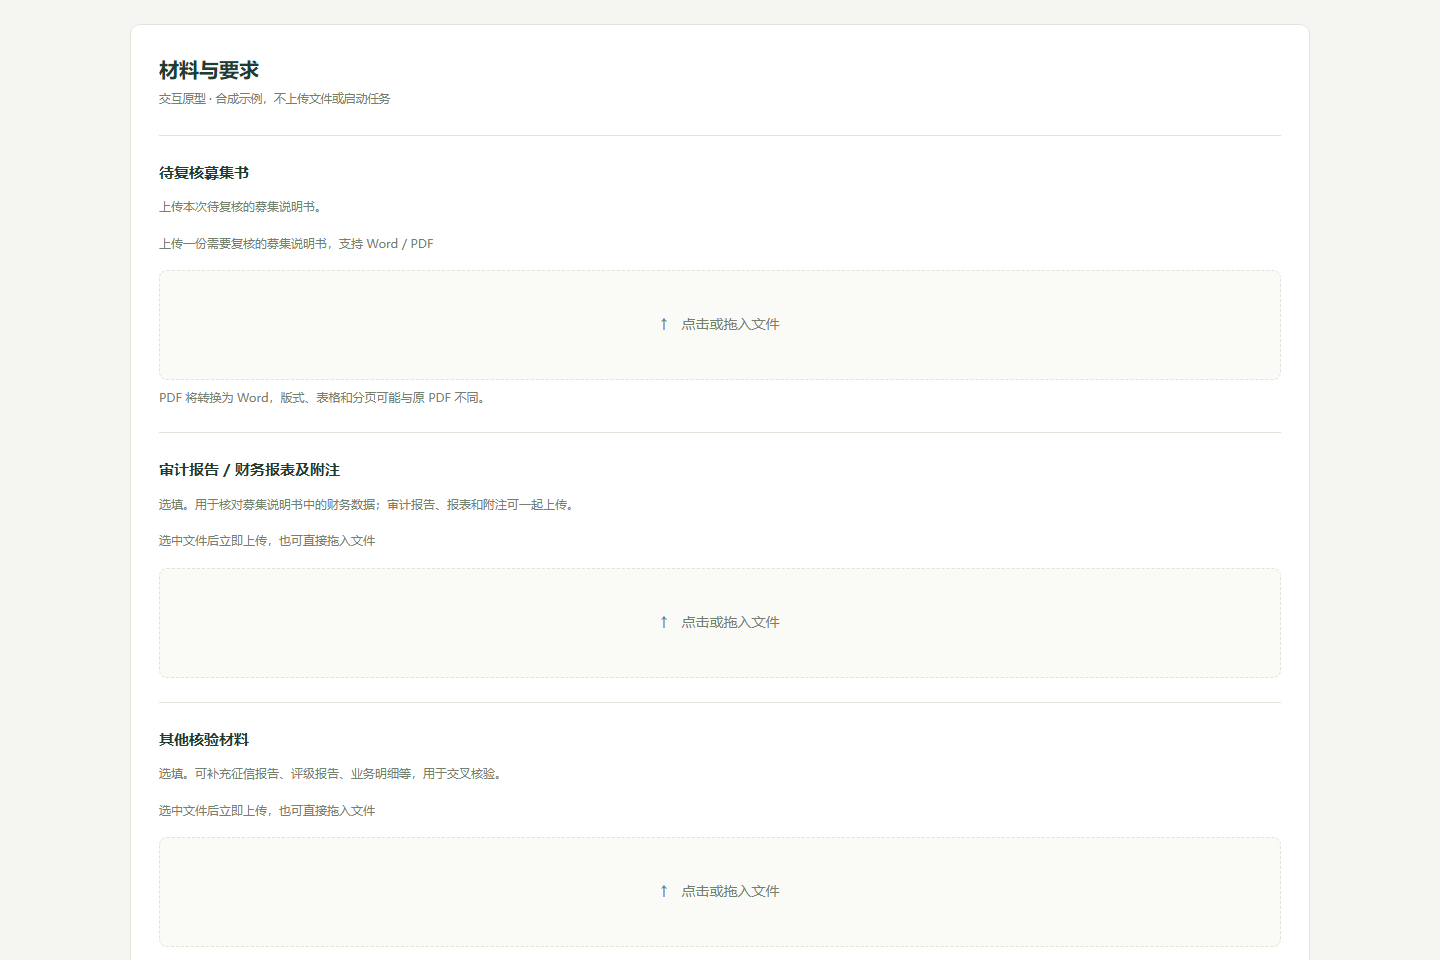 材料与要求
交互原型 · 合成示例，不上传文件或启动任务
待复核募集书
上传本次待复核的募集说明书。
上传一份需要复核的募集说明书，支持 Word / PDF
↑ 点击或拖入文件
PDF 将转换为 Word，版式、表格和分页可能与原 PDF 不同。
审计报告 / 财务报表及附注
选填。用于核对募集说明书中的财务数据；审计报告、报表和附注可一起上传。
选中文件后立即上传，也可直接拖入文件
↑ 点击或拖入文件
其他核验材料
选填。可补充征信报告、评级报告、业务明细等，用于交叉核验。
选中文件后立即上传，也可直接拖入文件
↑ 点击或拖入文件